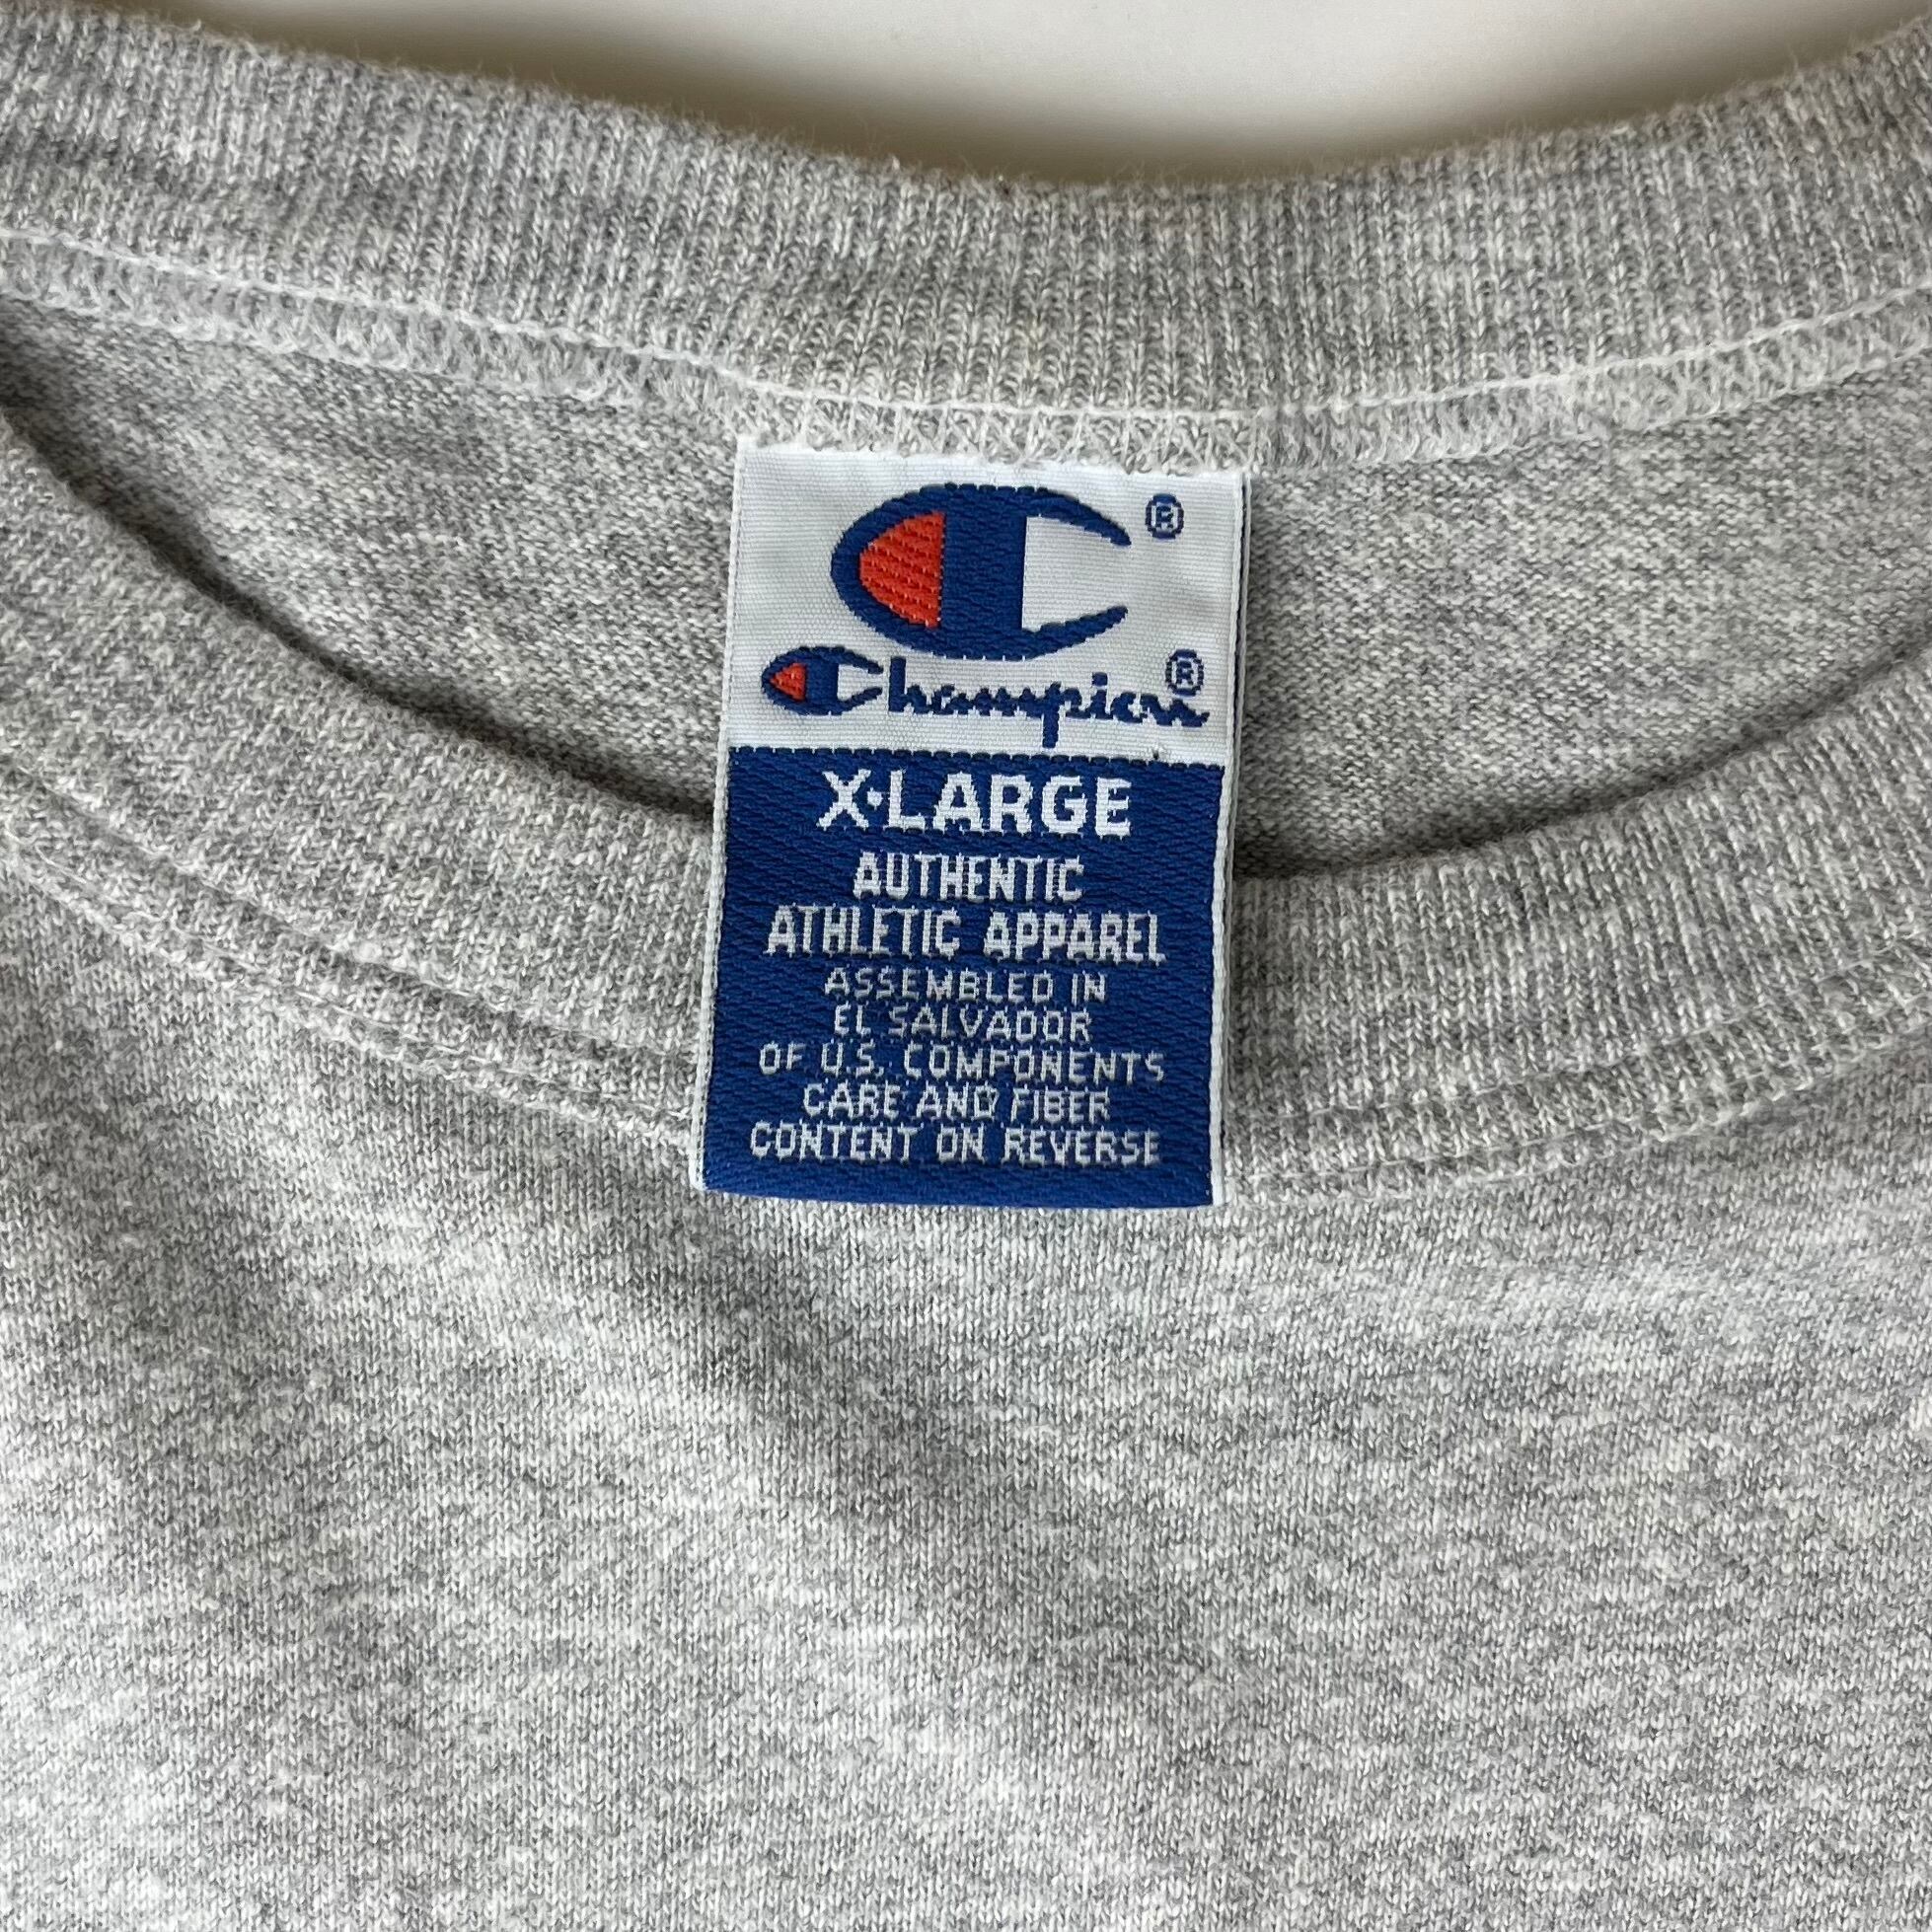 ®
Champion®
X·LARGE
AUTHENTIC
ATHLETIC APPAREL
ASSEMBLED IN
EL SALVADOR
OF U.S. COMPONENTS
CARE AND FIBER
CONTENT ON REVERSE